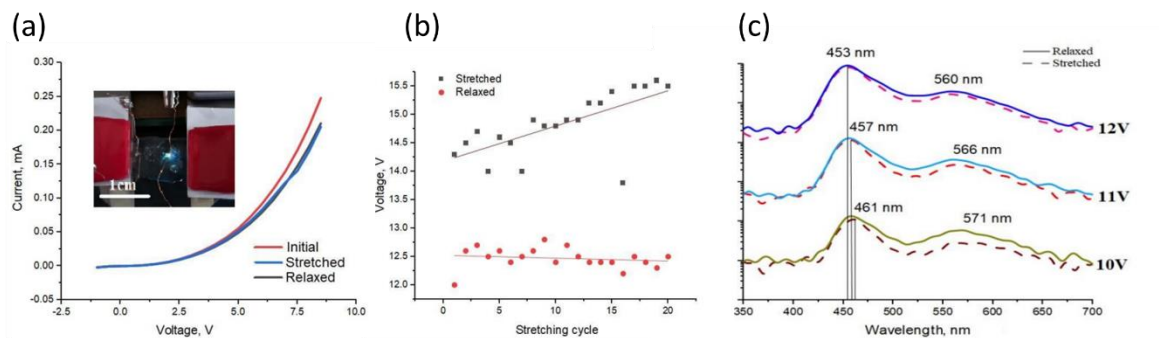 (a)
0.30
0.25
0.20
0.15
0.10
0.05
0.00
-0.05
Current, mA
1cm
Initial
Stretched
Relaxed
-2.5 0.0 2.5 5.0 7.5 10.0
Voltage, V
(b)
15.5
15.0
14.5
14.0
13.5
13.0
12.5
12.0
Voltage, V
Stretched
Relaxed
0 5 10 15 20
Stretching cycle
(c)
453 nm
Relaxed
Stretched
560 nm
12V
457 nm
566 nm
11V
461 nm
571 nm
10V
350 400 450 500 550 600 650 700
Wavelength, nm